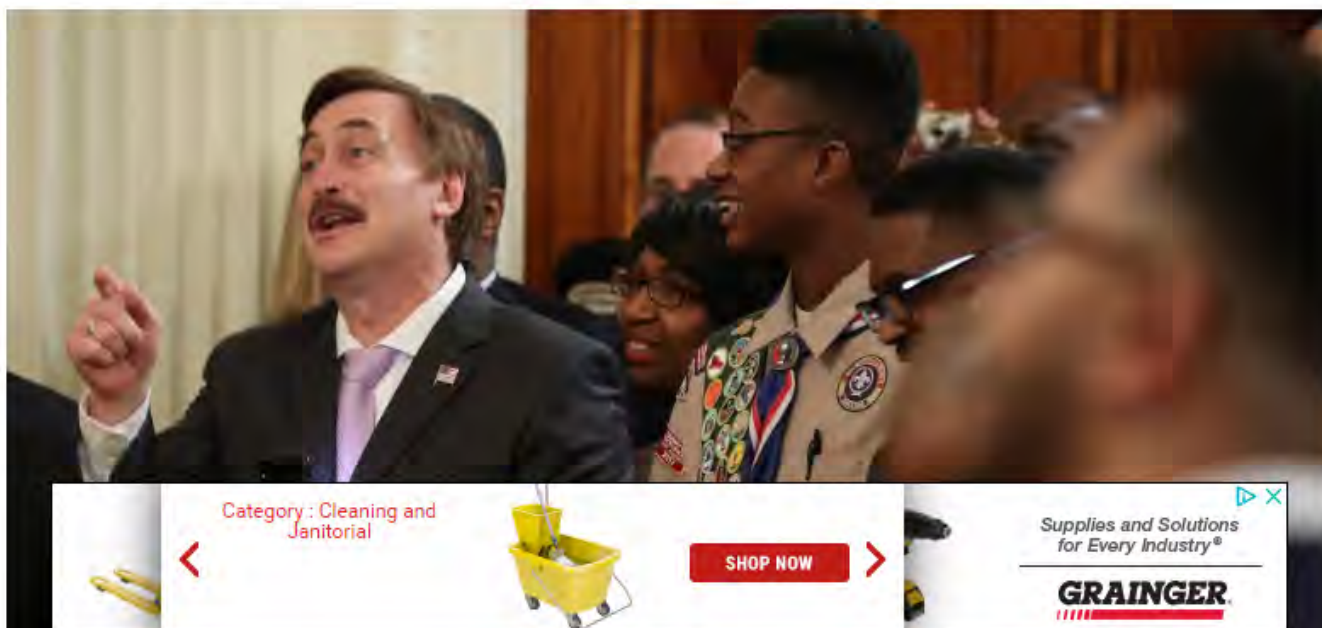 Category : Cleaning and
Janitorial
SHOP NOW
Supplies and Solutions
for Every Industry®
GRAINGER